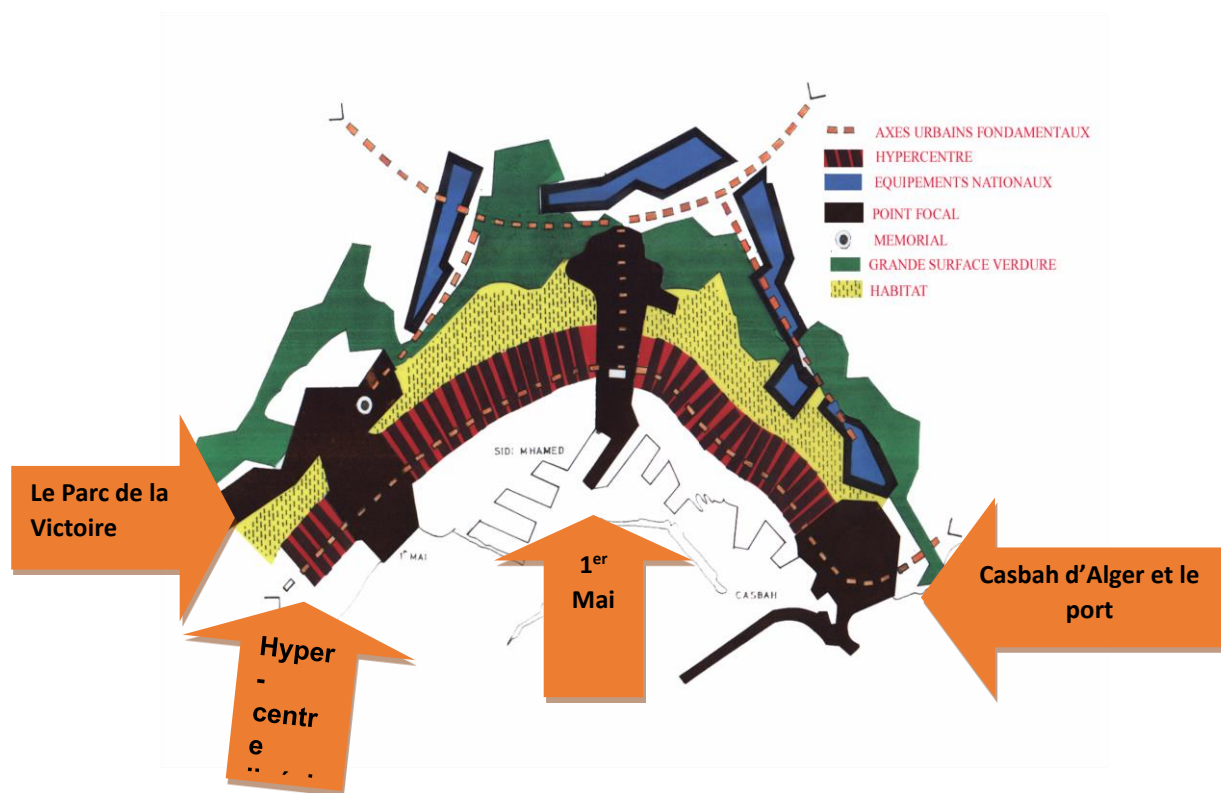 AXES URBAINS FONDAMENTAUX
HYPERCENTRE
EQUIPEMENTS NATIONAUX
POINT FOCAL
MEMORIAL
GRANDE SURFACE VERDURE
HABITAT
SIDI MHAMED
1er MAI
CASBAH
Le Parc de la
Victoire
Hyper
-
centr
e
1er
Mai
Casbah d’Alger et le
port